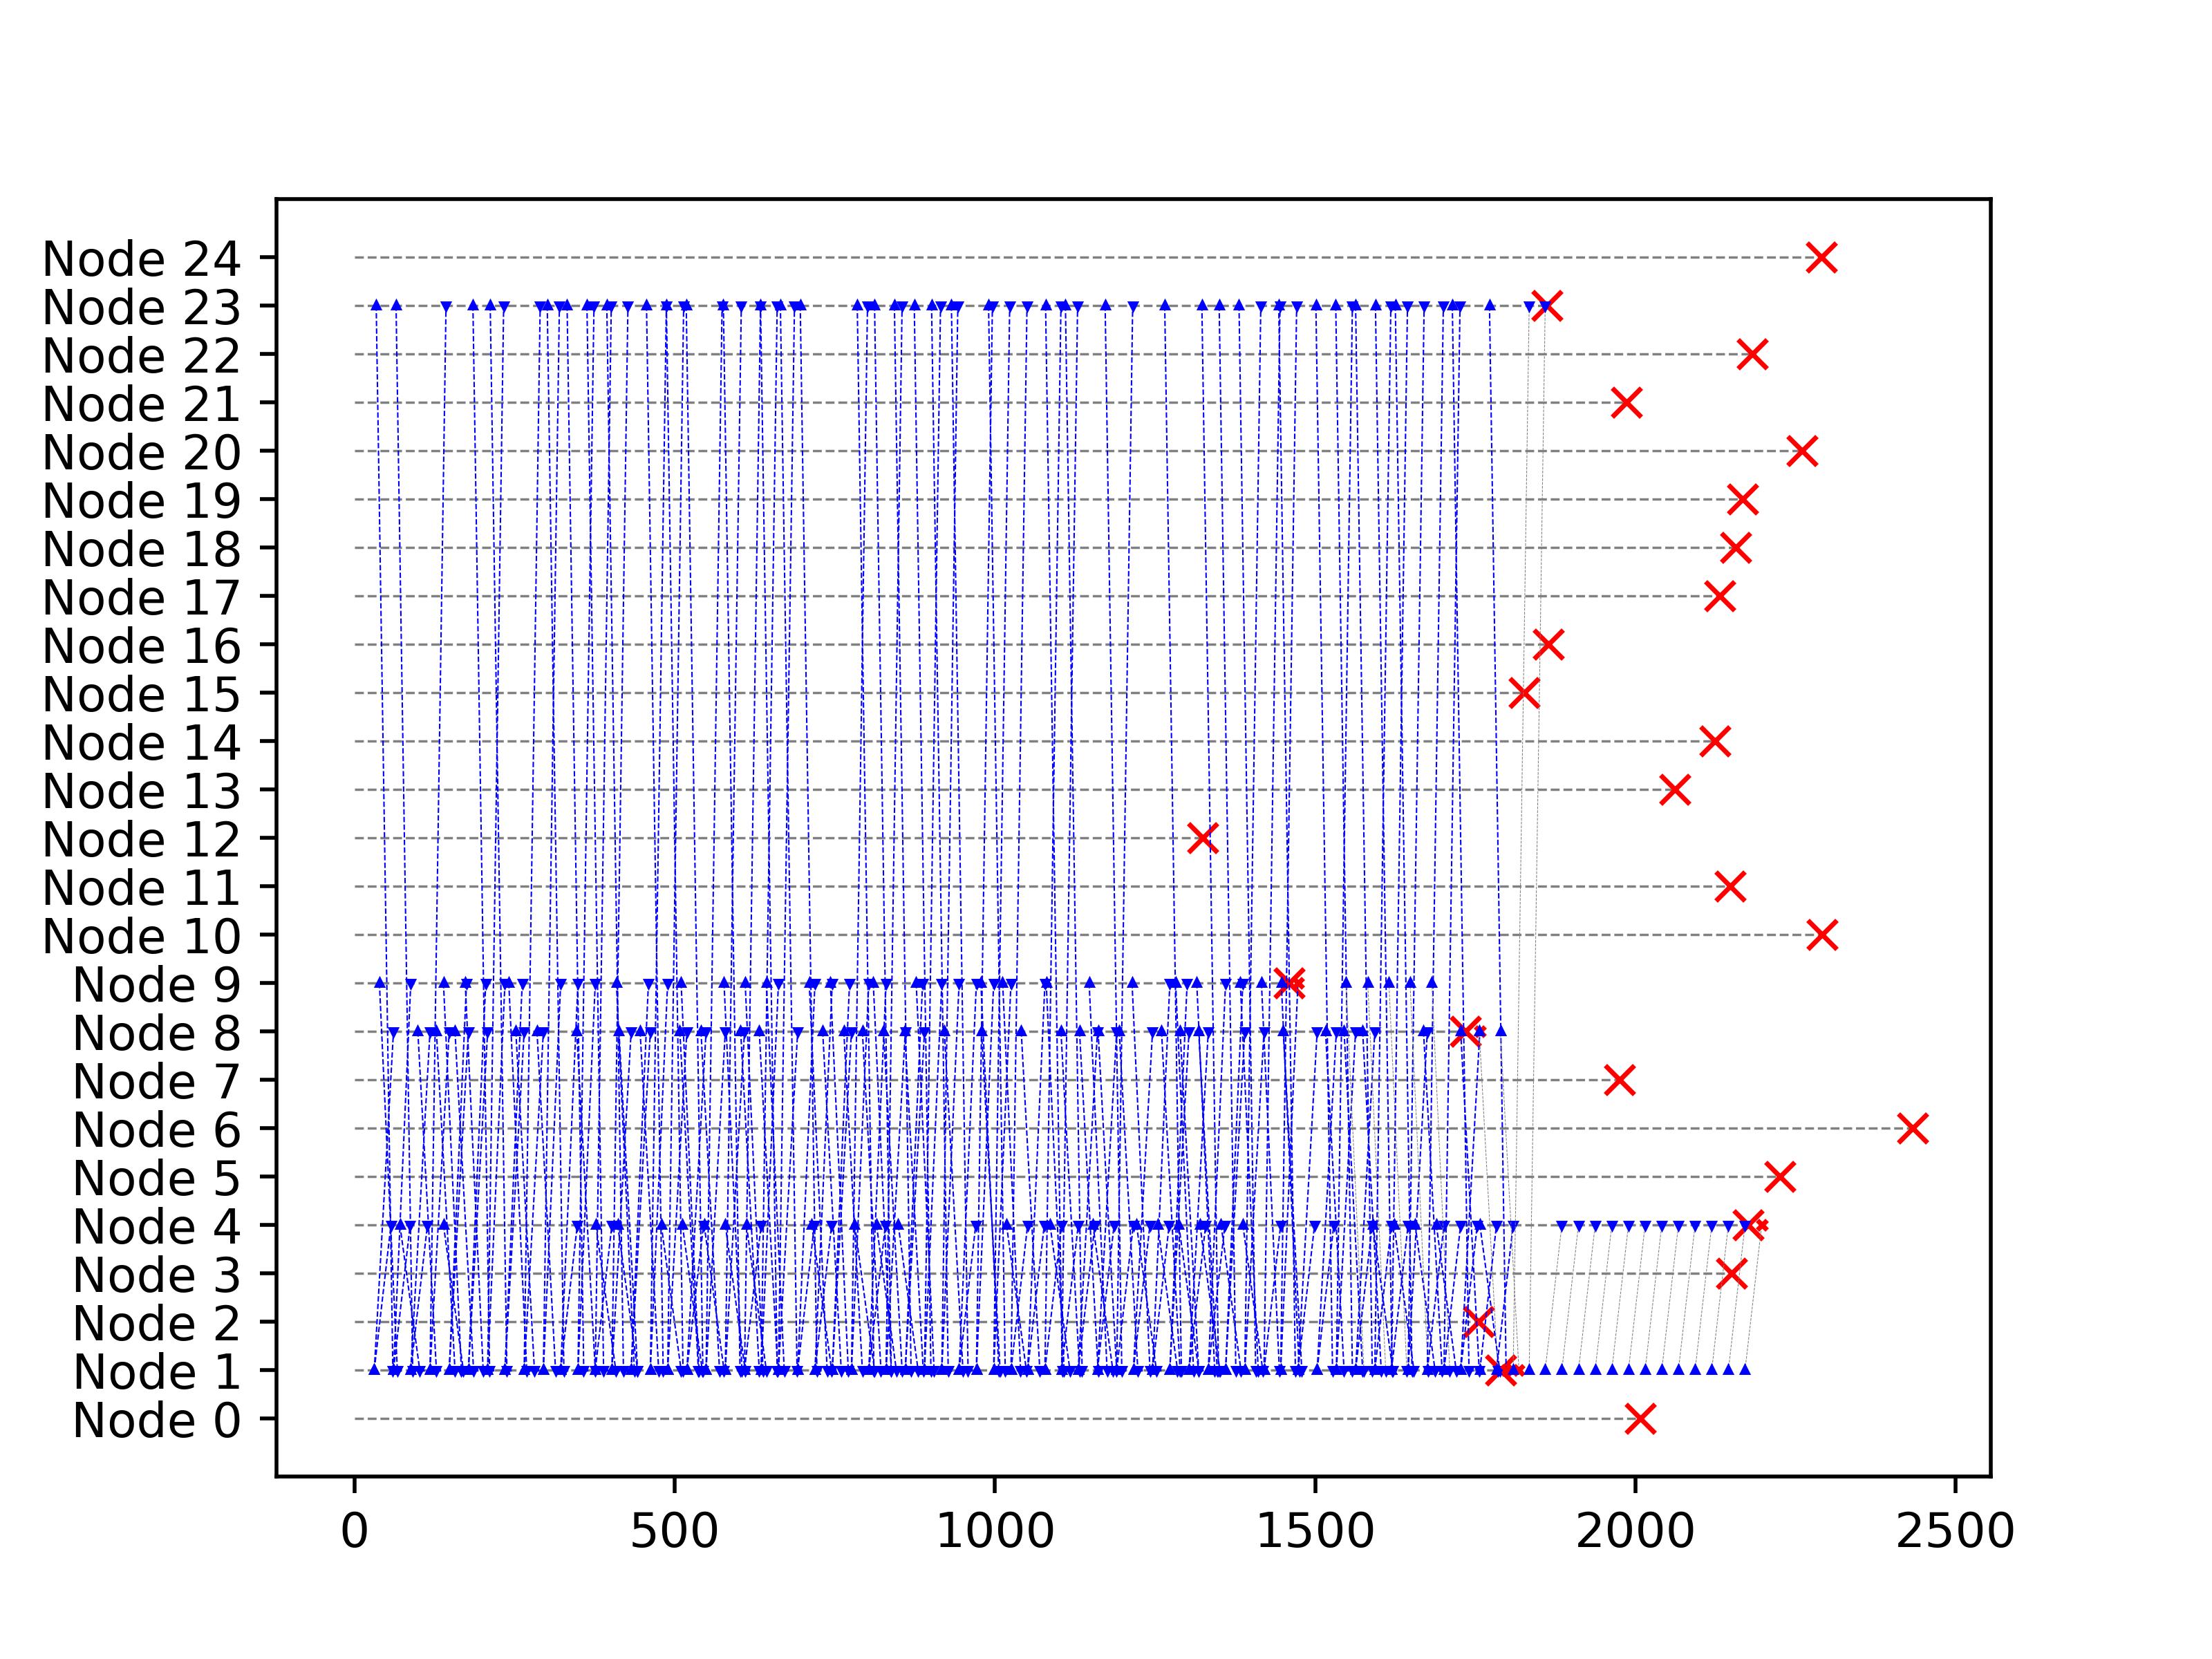 Node 24
Node 23
Node 22
Node 21
Node 20
Node 19
Node 18
Node 17
Node 16
Node 15
Node 14
Node 13
Node 12
Node 11
Node 10
Node 9
Node 8
Node 7
Node 6
Node 5
Node 4
Node 3
Node 2
Node 1
Node 0
0 500 1000 1500 2000 2500